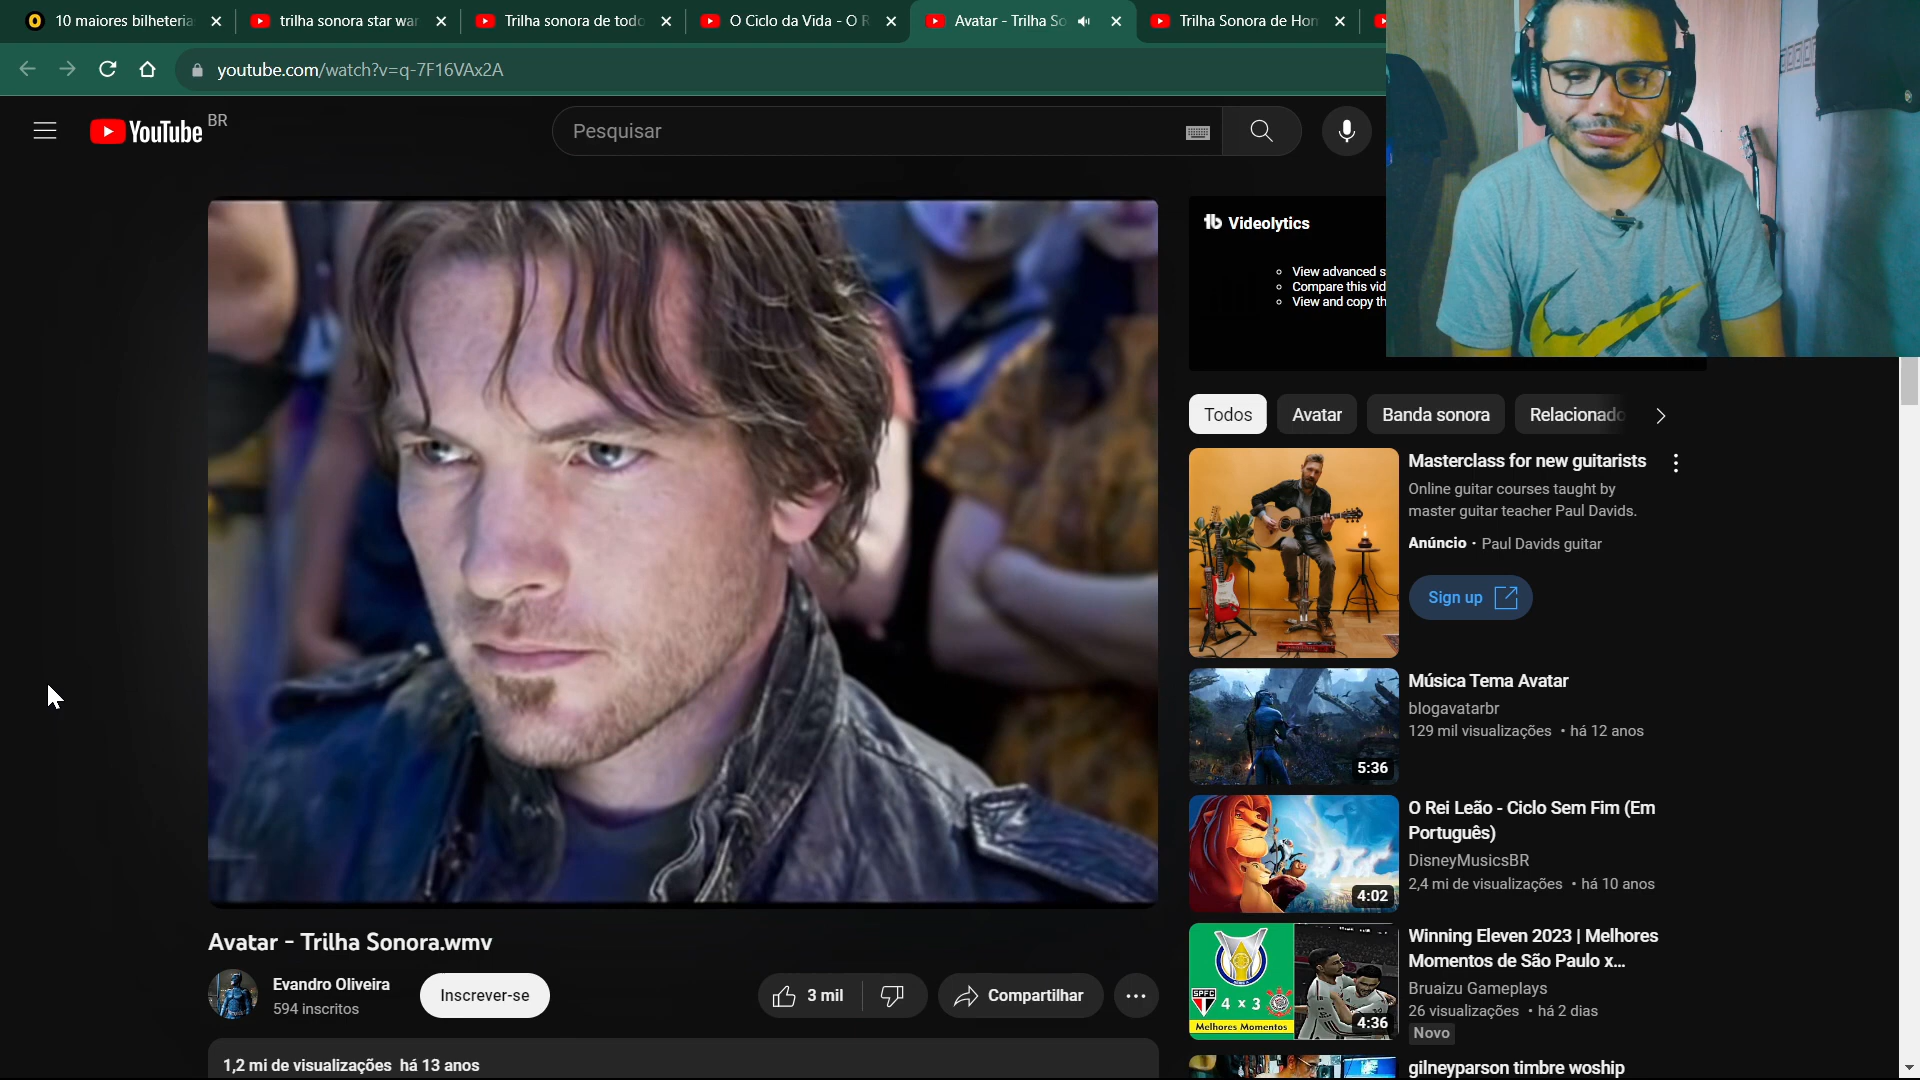 10 maiores bilheteria
trilha sonora star war
Trilha sonora de todo
O Ciclo da Vida - O R
Avatar - Trilha So
Trilha Sonora de Hon
youtube.com/watch?v=q-7F16VAx2A
YouTube BR
Pesquisar
Videolytics
View advanced s
Compare this vid
View and copy th
Todos
Avatar
Banda sonora
Relacionado
Masterclass for new guitarists
Online guitar courses taught by
master guitar teacher Paul Davids.
Anúncio · Paul Davids guitar
Sign up
Música Tema Avatar
blogavatarbr
129 mil visualizações • há 12 anos
5:36
O Rei Leão - Ciclo Sem Fim (Em
Português)
DisneyMusicsBR
2,4 mi de visualizações • há 10 anos
4:02
Winning Eleven 2023 | Melhores
Momentos de São Paulo x...
Bruaizu Gameplays
26 visualizações • há 2 dias
Novo
SPFC
4 x 3
Melhores Momentos
4:36
gilneyparson timbre woship
Avatar - Trilha Sonora.wmv
Evandro Oliveira
594 inscritos
Inscrever-se
3 mil
Compartilhar
1,2 mi de visualizações há 13 anos